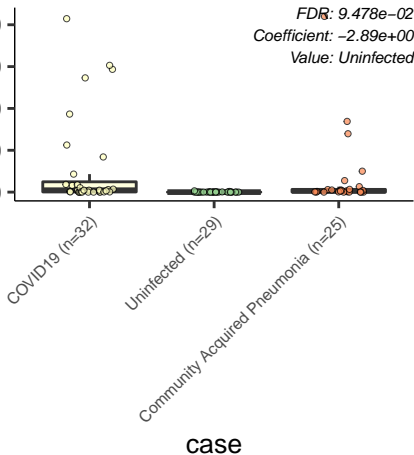 FDR: 9.478e−02
Coefficient: −2.89e+00
Value: Uninfected
COVID19 (n=32)
Uninfected (n=29)
Community Acquired Pneumonia (n=25)
case